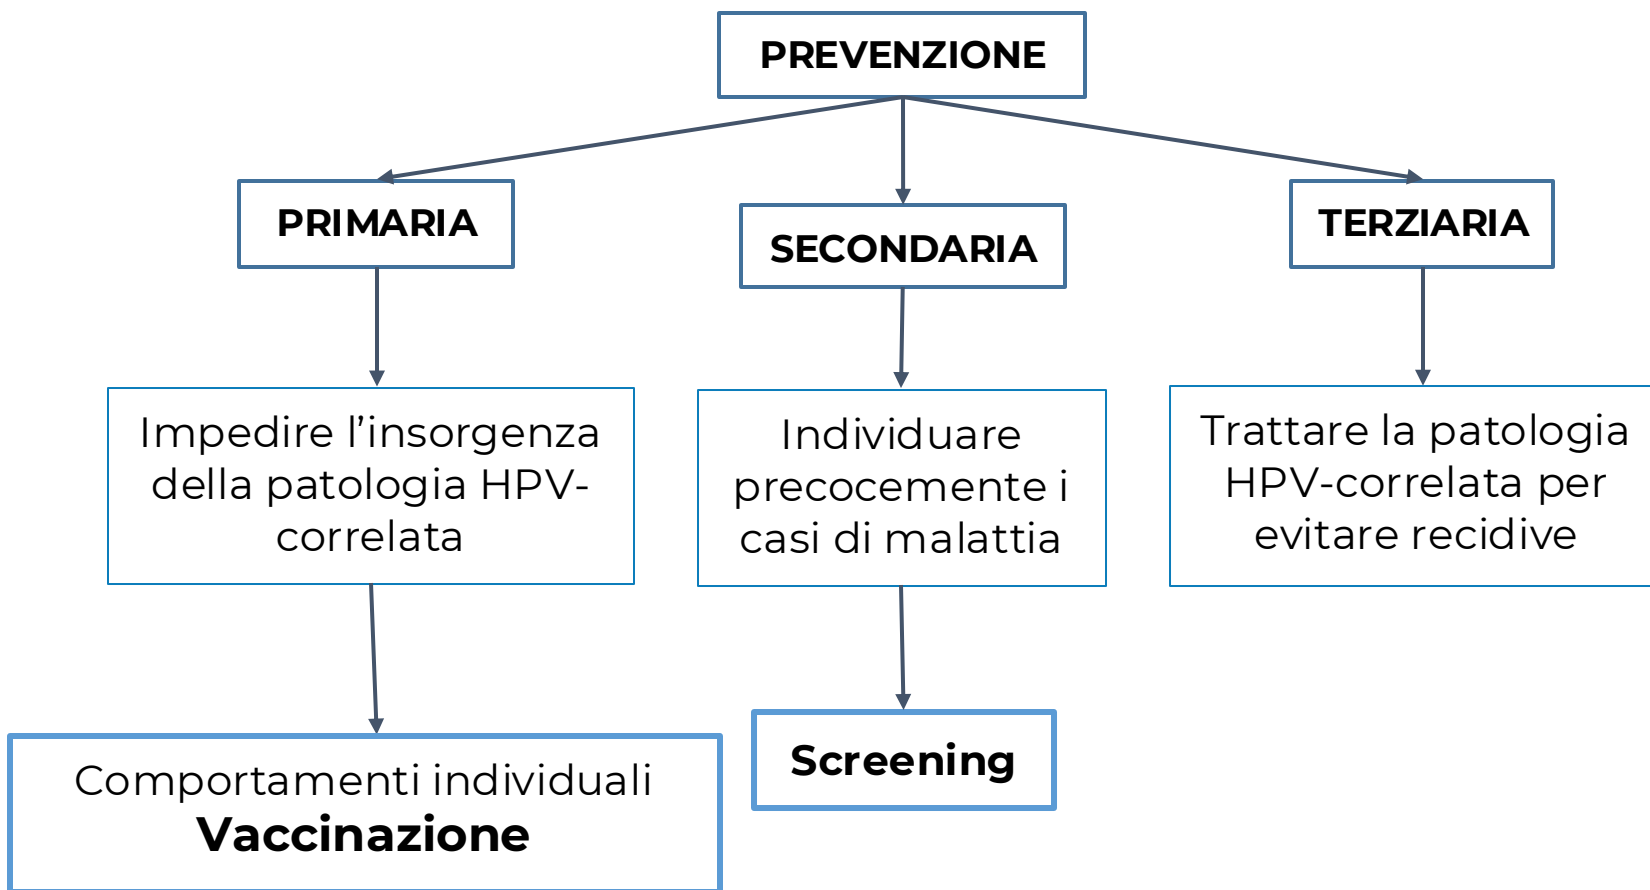 PREVENZIONE
PRIMARIA
SECONDARIA
TERZIARIA
Impedire l’insorgenza
della patologia HPV-
correlata
Individuare
precocemente i
casi di malattia
Trattare la patologia
HPV-correlata per
evitare recidive
Comportamenti individuali
Vaccinazione
Screening